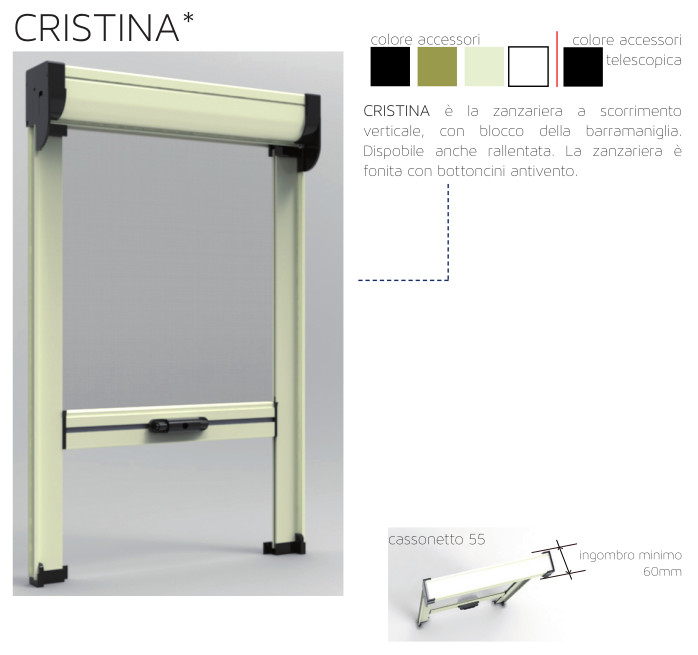 CRISTINA*
colore accessori
colore accessori
telescopica
CRISTINA è la zanzariera a scorrimento
verticale, con blocco della barramaniglia.
Dispobile anche rallentata. La zanzariera è
fonita con bottoncini antivento.
cassonetto 55
ingombro minimo
60mm